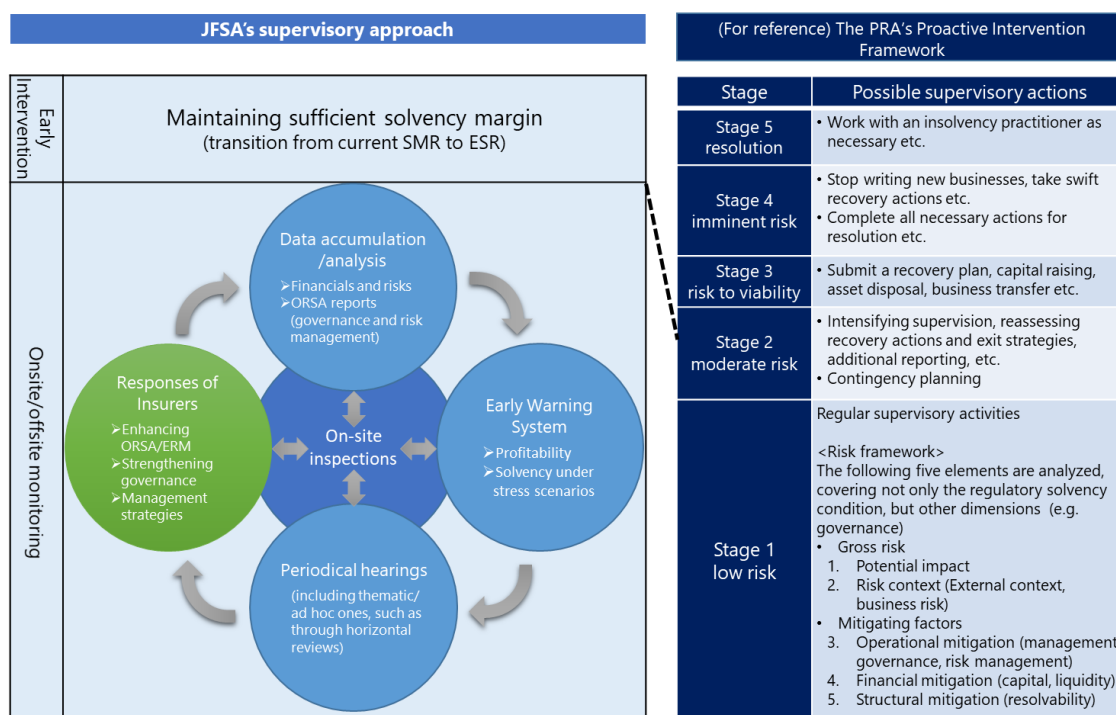 JFSA's supervisory approach
Early
Intervention
Maintaining sufficient solvency margin
(transition from current SMR to ESR)
Onsite/offsite monitoring
Data accumulation
/analysis
➢Financials and risks
➢ORSA reports
(governance and risk
management)
Early Warning
System
➢Profitability
➢Solvency under
stress scenarios
Periodical hearings
(including thematic/
ad hoc ones, such as
through horizontal
reviews)
Responses of
Insurers
➢Enhancing
ORSA/ERM
➢Strengthening
governance
➢Management
strategies
On-site
inspections
(For reference) The PRA's Proactive Intervention
Framework
Stage
Possible supervisory actions
Stage 5
resolution
• Work with an insolvency practitioner as
necessary etc.
Stage 4
imminent risk
• Stop writing new businesses, take swift
recovery actions etc.
• Complete all necessary actions for
resolution etc.
Stage 3
risk to viability
• Submit a recovery plan, capital raising,
asset disposal, business transfer etc.
Stage 2
moderate risk
• Intensifying supervision, reassessing
recovery actions and exit strategies,
additional reporting, etc.
• Contingency planning
Stage 1
low risk
Regular supervisory activities
<Risk framework>
The following five elements are analyzed,
covering not only the regulatory solvency
condition, but other dimensions (e.g.
governance)
• Gross risk
1. Potential impact
2. Risk context (External context,
business risk)
• Mitigating factors
3. Operational mitigation (management
governance, risk management)
4. Financial mitigation (capital, liquidity)
5. Structural mitigation (resolvability)